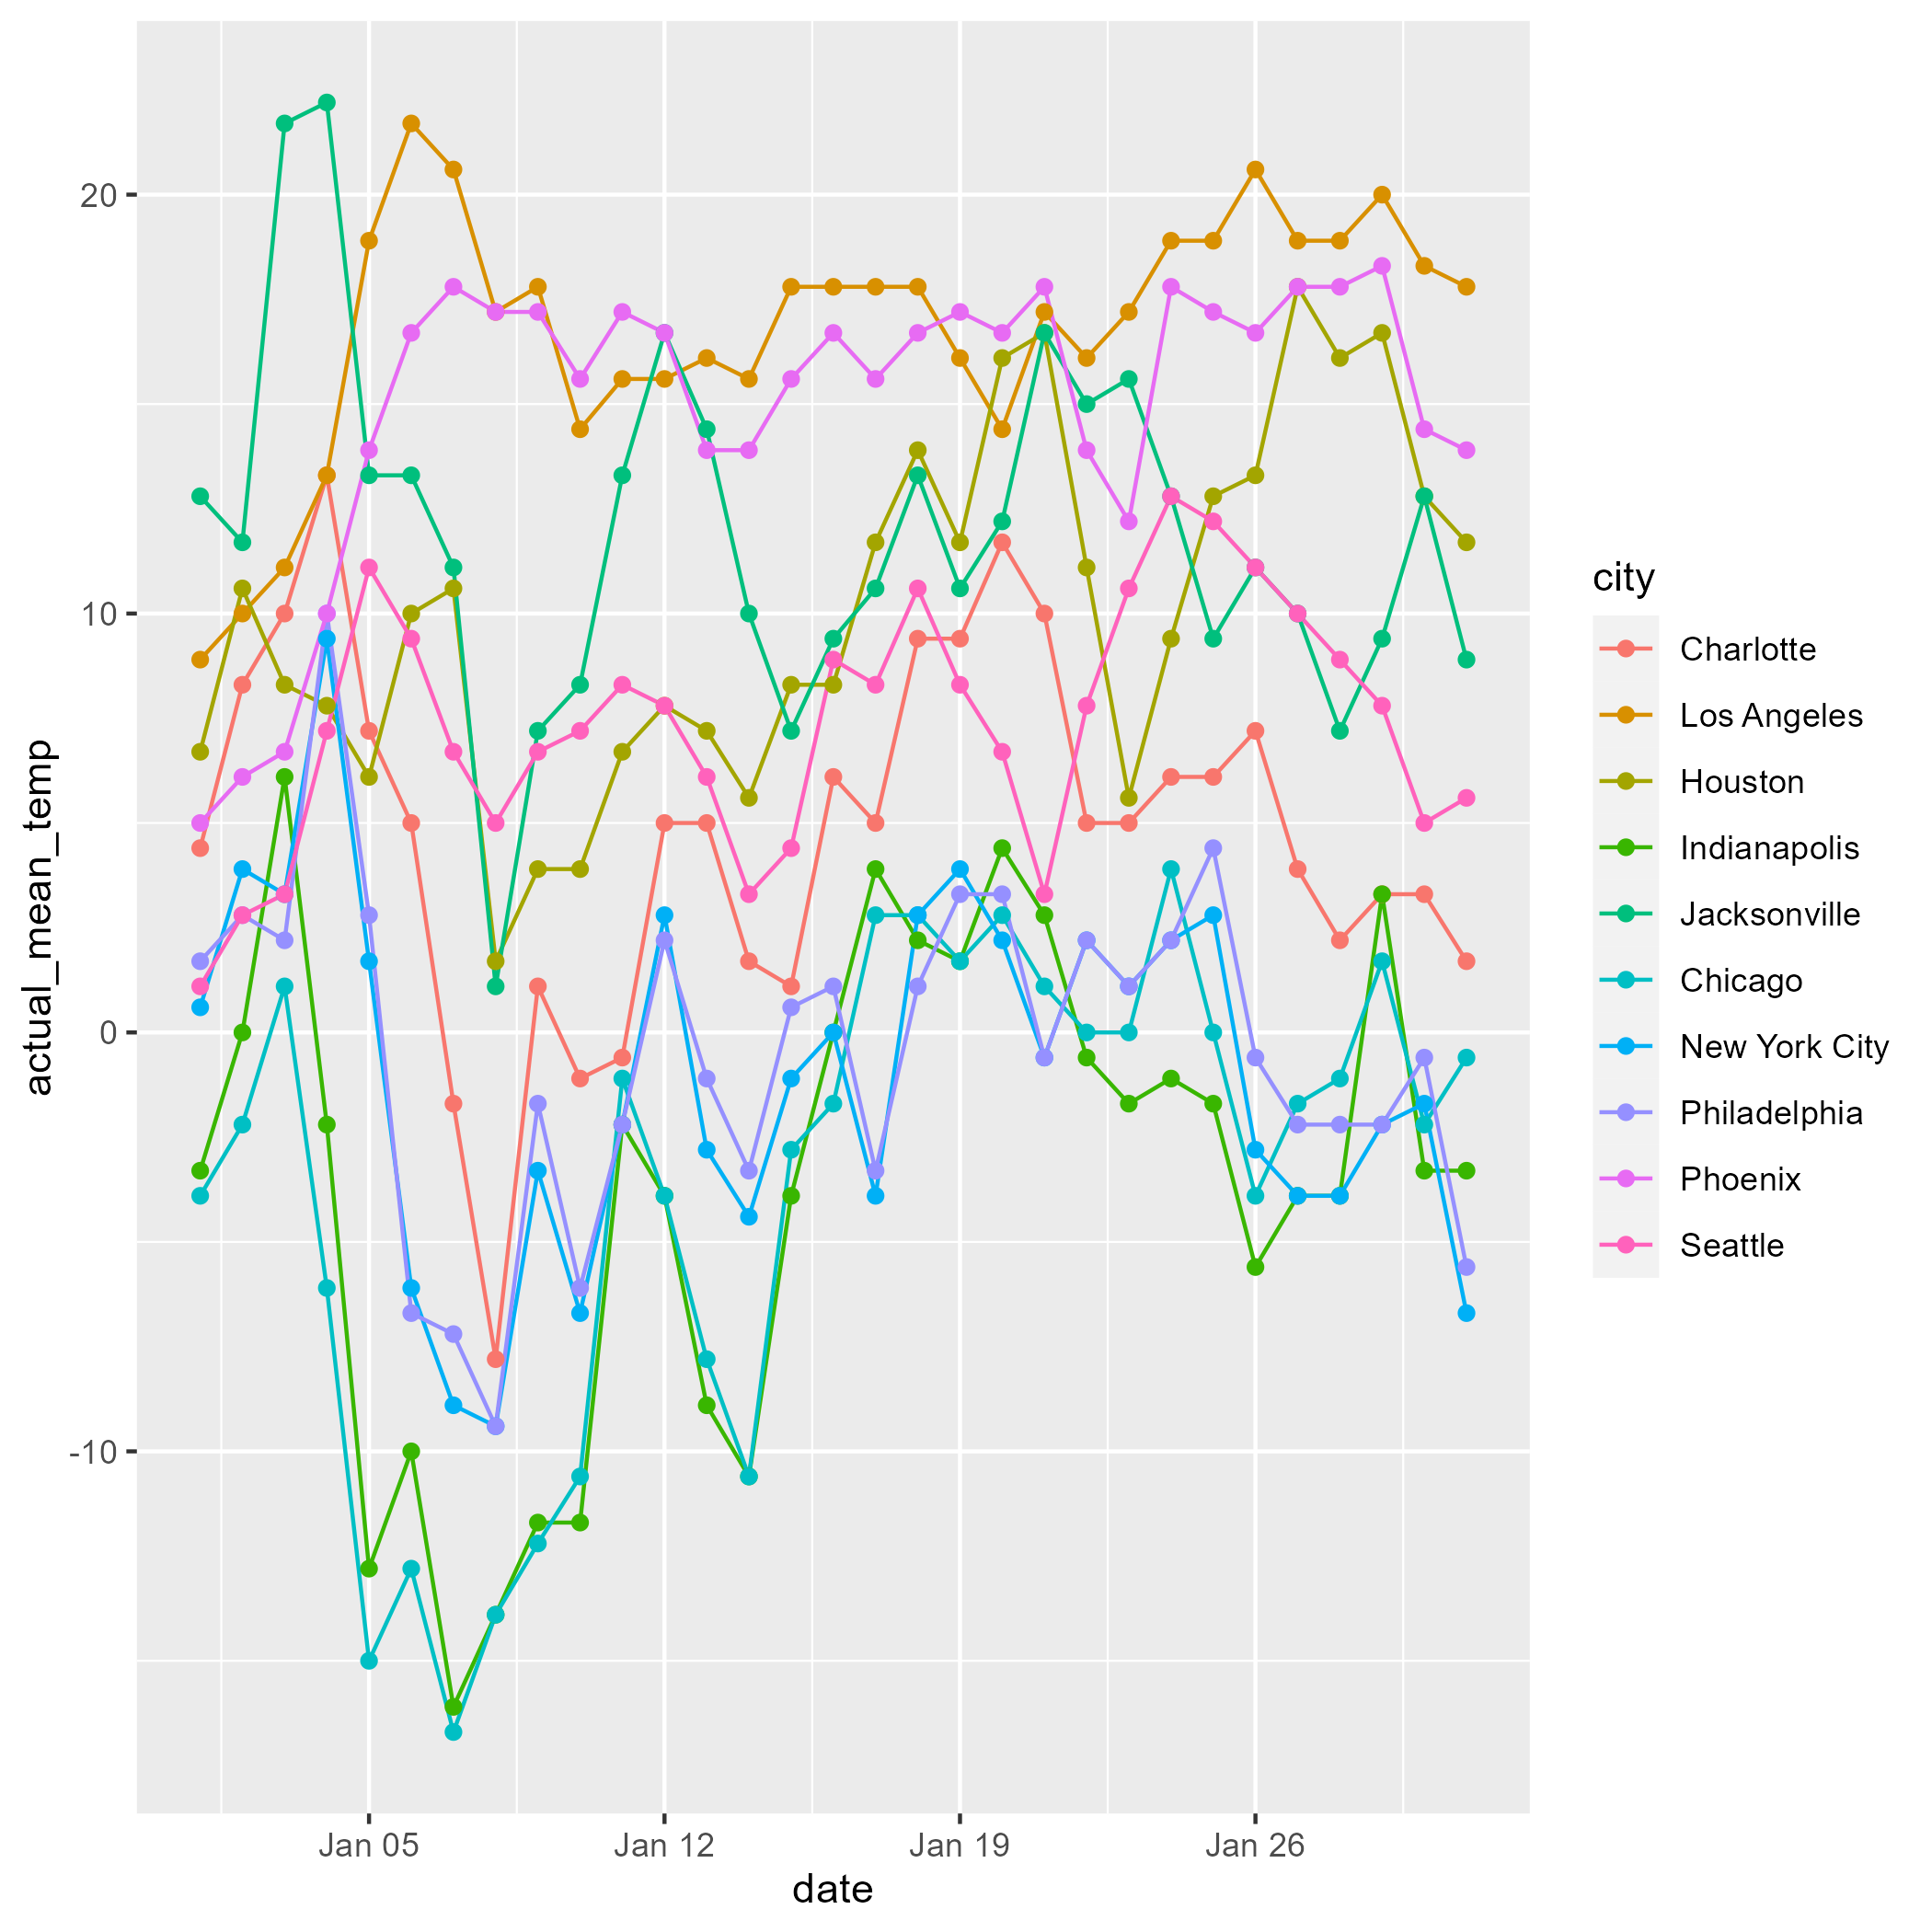 20
10
0
-10
actual_mean_temp
Jan 05
Jan 12
Jan 19
Jan 26
date
city
Charlotte
Los Angeles
Houston
Indianapolis
Jacksonville
Chicago
New York City
Philadelphia
Phoenix
Seattle